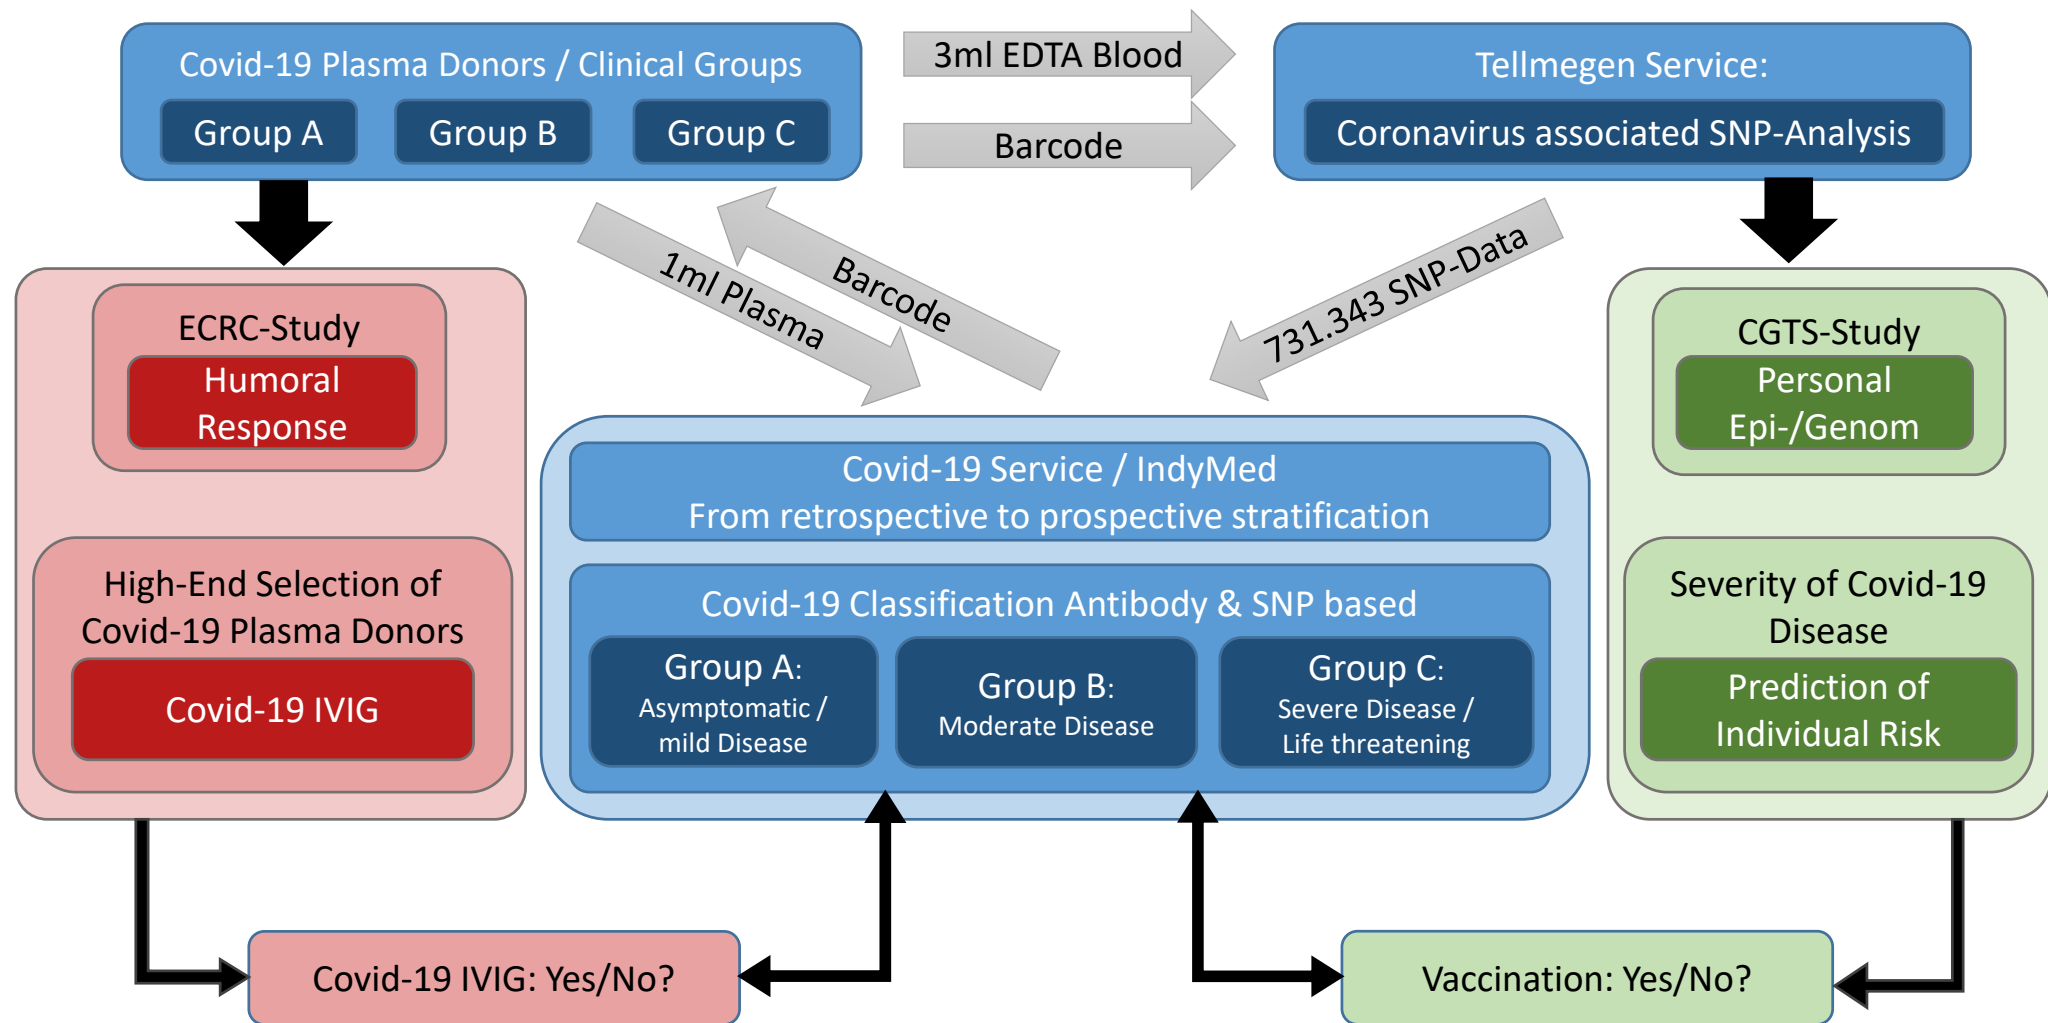 Covid-19 Plasma Donors / Clinical Groups
Group A
Group B
Group C
3ml EDTA Blood
Barcode
Tellmegen Service:
Coronavirus associated SNP-Analysis
1ml Plasma
Barcode
731.343 SNP-Data
ECRC-Study
Humoral
Response
High-End Selection of
Covid-19 Plasma Donors
Covid-19 IVIG
Covid-19 Service / IndyMed
From retrospective to prospective stratification
Covid-19 Classification Antibody & SNP based
Group A:
Asymptomatic /
mild Disease
Group B:
Moderate Disease
Group C:
Severe Disease /
Life threatening
CGTS-Study
Personal
Epi-/Genom
Severity of Covid-19
Disease
Prediction of
Individual Risk
Covid-19 IVIG: Yes/No?
Vaccination: Yes/No?